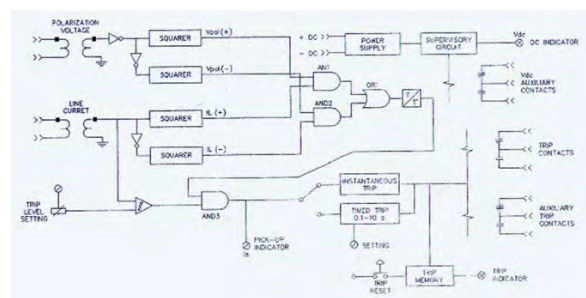 POLARIZATION
VOLTAGE
SQUARER
Vpol(+)
SQUARER
Vpol(-)
+ DC
- DC
POWER
SUPPLY
SUPERVISORY
CIRCUIT
Vdc
DC INDICATOR
LINE
CURRET
SQUARER
IL (+)
SQUARER
IL (-)
AN1
AND2
OR1
Vdc
AUXILIARY
CONTACTS
TRIP
CONTACTS
TRIP
LEVEL
SETTING
AND3
PICK-UP
INDICATOR
INSTANTANEOUS
TRIP
TIMED TRIP
0.1-10 s.
SETTING
AUXILIARY
TRIP
CONTACTS
TRIP
RESET
TRIP
MEMORY
TRIP
INDICATOR